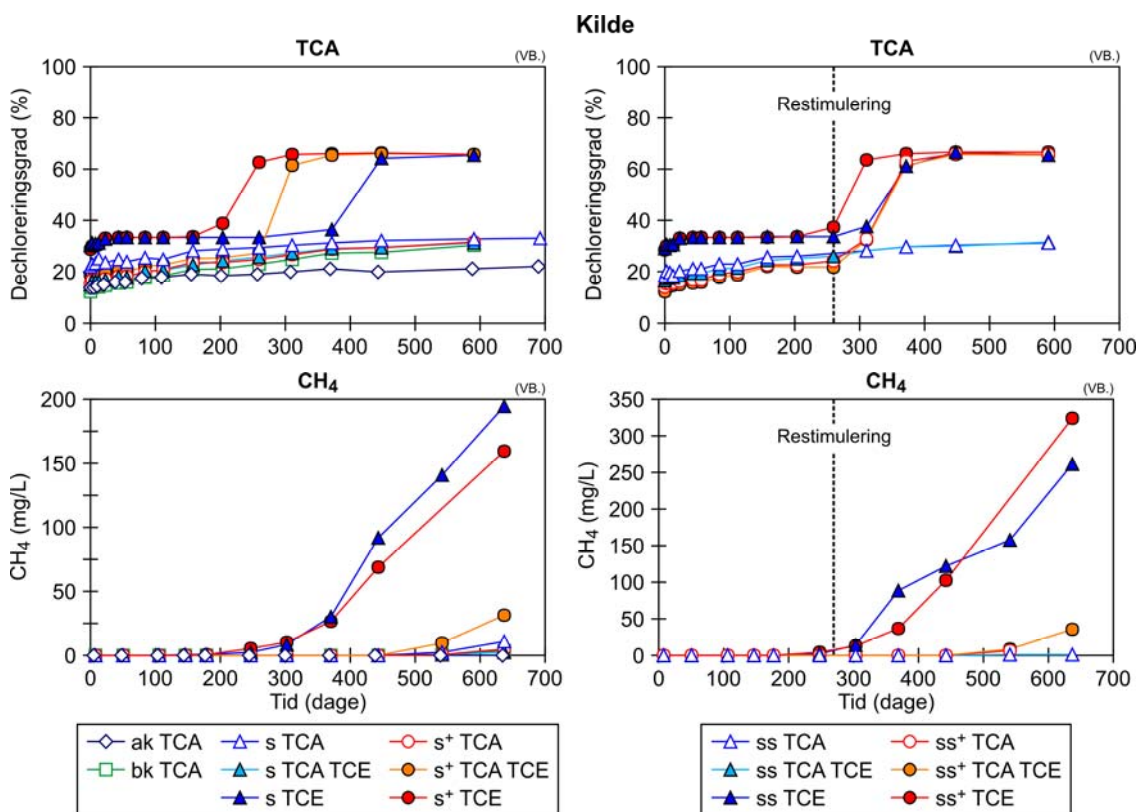 Kilde
TCA
(VB.)
Dechloreringsgrad (%)
100
80
60
40
20
0
0 100 200 300 400 500 600 700
TCA
(VB.)
Restimulering
Dechloreringsgrad (%)
100
80
60
40
20
0
0 100 200 300 400 500 600 700
CH4
(VB.)
CH4 (mg/L)
200
150
100
50
0
0 100 200 300 400 500 600 700
Tid (dage)
CH4
(VB.)
Restimulering
CH4 (mg/L)
350
300
250
200
150
100
50
0
0 100 200 300 400 500 600 700
Tid (dage)
ak TCA s TCA s+ TCA
bk TCA s TCA TCE s+ TCA TCE
s TCE s+ TCE
ss TCA ss+ TCA
ss TCA TCE ss+ TCA TCE
ss TCE ss+ TCE